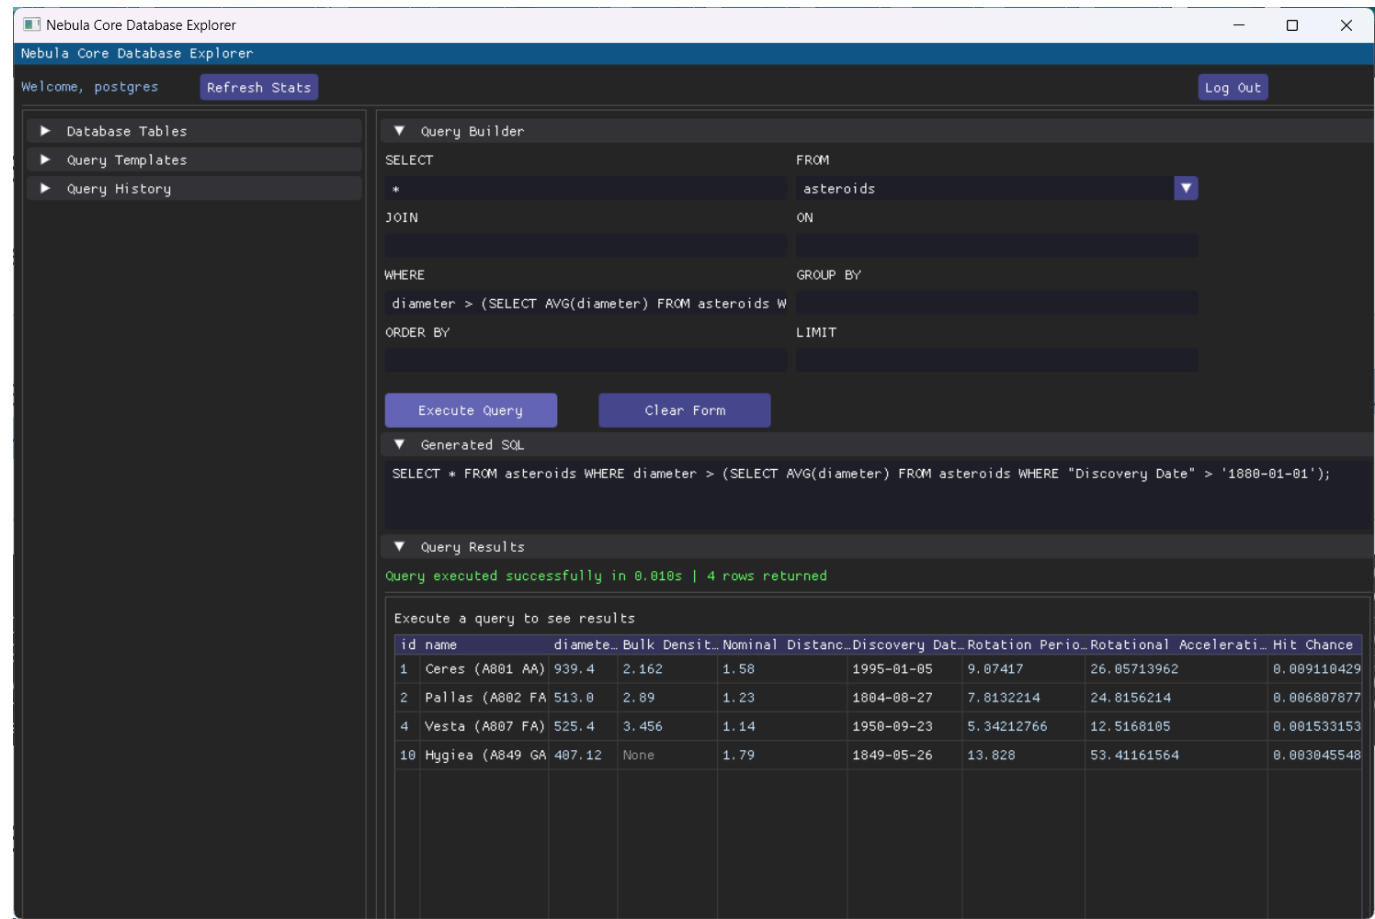 Nebula Core Database Explorer
Nebula Core Database Explorer
Welcome, postgres Refresh Stats Log Out
Database Tables
Query Templates
Query History
Query Builder
SELECT FROM
* asteroids
JOIN ON
WHERE GROUP BY
diameter > (SELECT AVG(diameter) FROM asteroids W
ORDER BY LIMIT
Execute Query Clear Form
Generated SQL
SELECT * FROM asteroids WHERE diameter > (SELECT AVG(diameter) FROM asteroids WHERE "Discovery Date" > '1880-01-01');
Query Results
Query executed successfully in 0.010s | 4 rows returned
Execute a query to see results
id name diamete… Bulk Densit… Nominal Distanc… Discovery Dat… Rotation Perio… Rotational Accelerati… Hit Chance
1 Ceres (A801 AA) 939.4 2.162 1.58 1995-01-05 9.07417 26.05713962 0.009110429
2 Pallas (A802 FA 513.0 2.89 1.23 1804-08-27 7.8132214 24.8156214 0.006807877
4 Vesta (A807 FA) 525.4 3.456 1.14 1950-09-23 5.34212766 12.5168105 0.001533153
10 Hygiea (A849 GA 407.12 None 1.79 1849-05-26 13.828 53.41161564 0.003045548